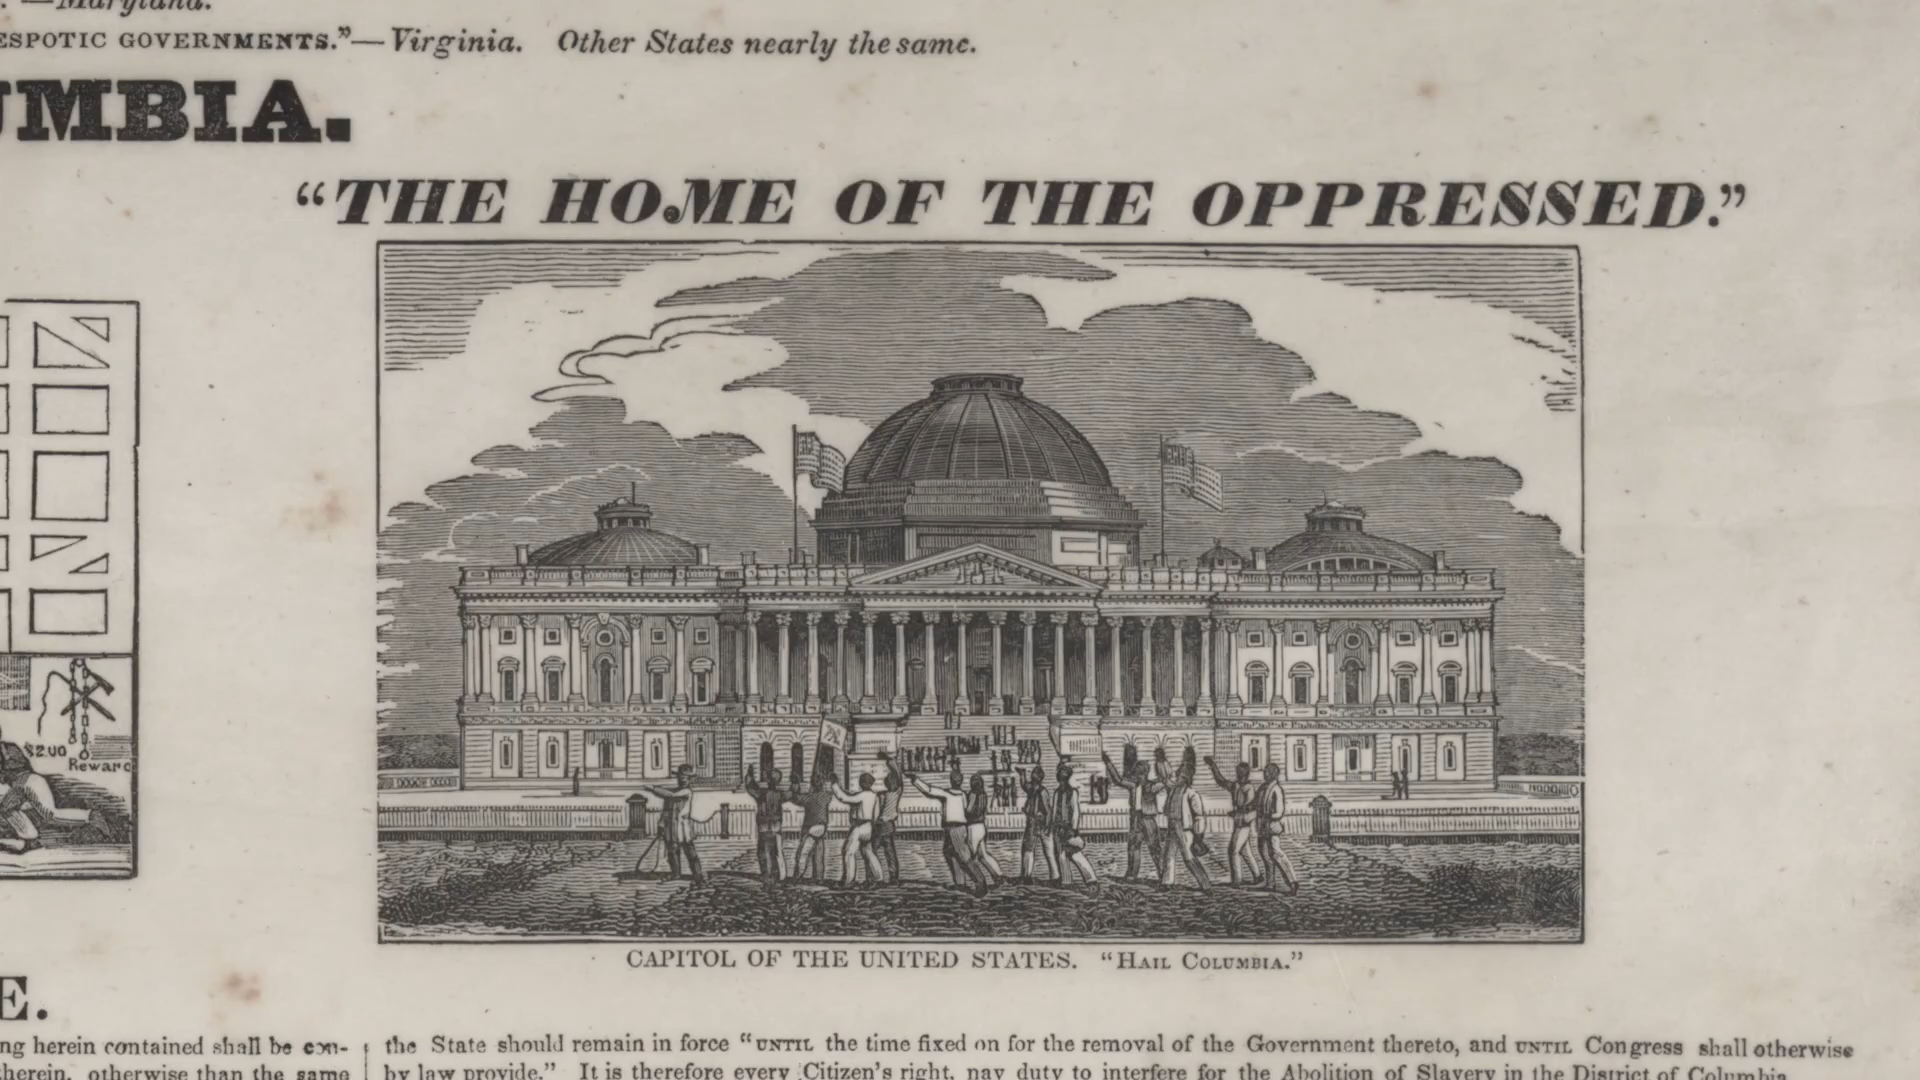 . —Maryland.
ESPOTIC GOVERNMENTS."—Virginia. Other States nearly the same.
UMBIA.
"THE HOME OF THE OPPRESSED."
$2.00
Reward
CAPITOL OF THE UNITED STATES. "HAIL COLUMBIA."
E.
ng herein contained shall be con-
herein, otherwise than the same
the State should remain in force "UNTIL the time fixed on for the removal of the Government thereto, and UNTIL Congress shall otherwise
by law provide." It is therefore every Citizen's right, nay duty to interfere for the Abolition of Slavery in the District of Columbia